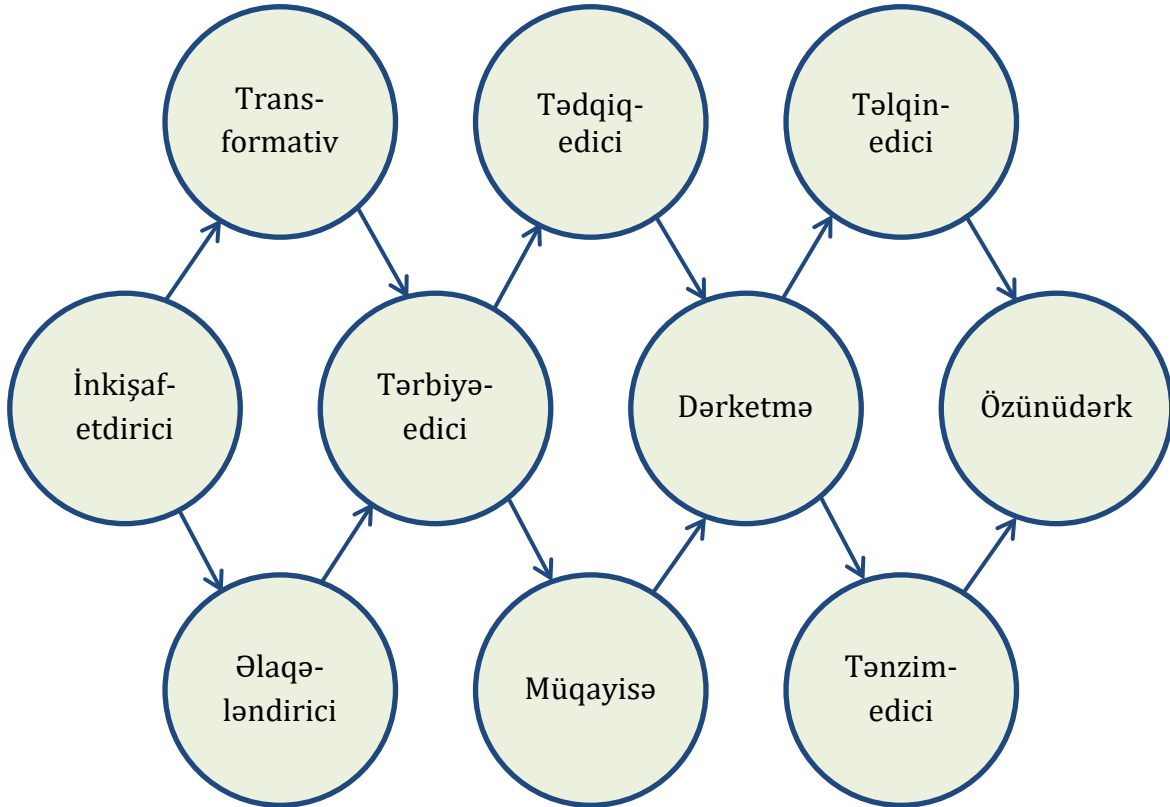 Trans-
formativ
Tədqiq-
edici
Təlqin-
edici
İnkişaf-
etdirici
Tərbiyə-
edici
Dərketmə
Özünüdərk
Əlaqə-
ləndirici
Müqayisə
Tənzim-
edici